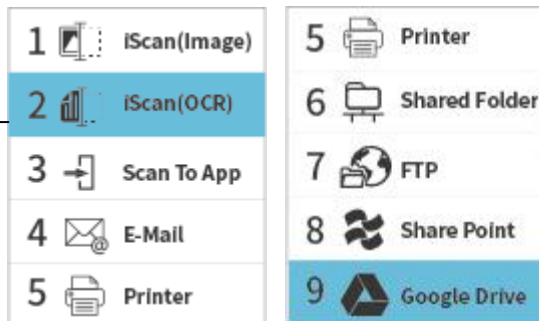 1 iScan(Image)
2 iScan(OCR)
3 Scan To App
4 E-Mail
5 Printer
5 Printer
6 Shared Folder
7 FTP
8 Share Point
9 Google Drive